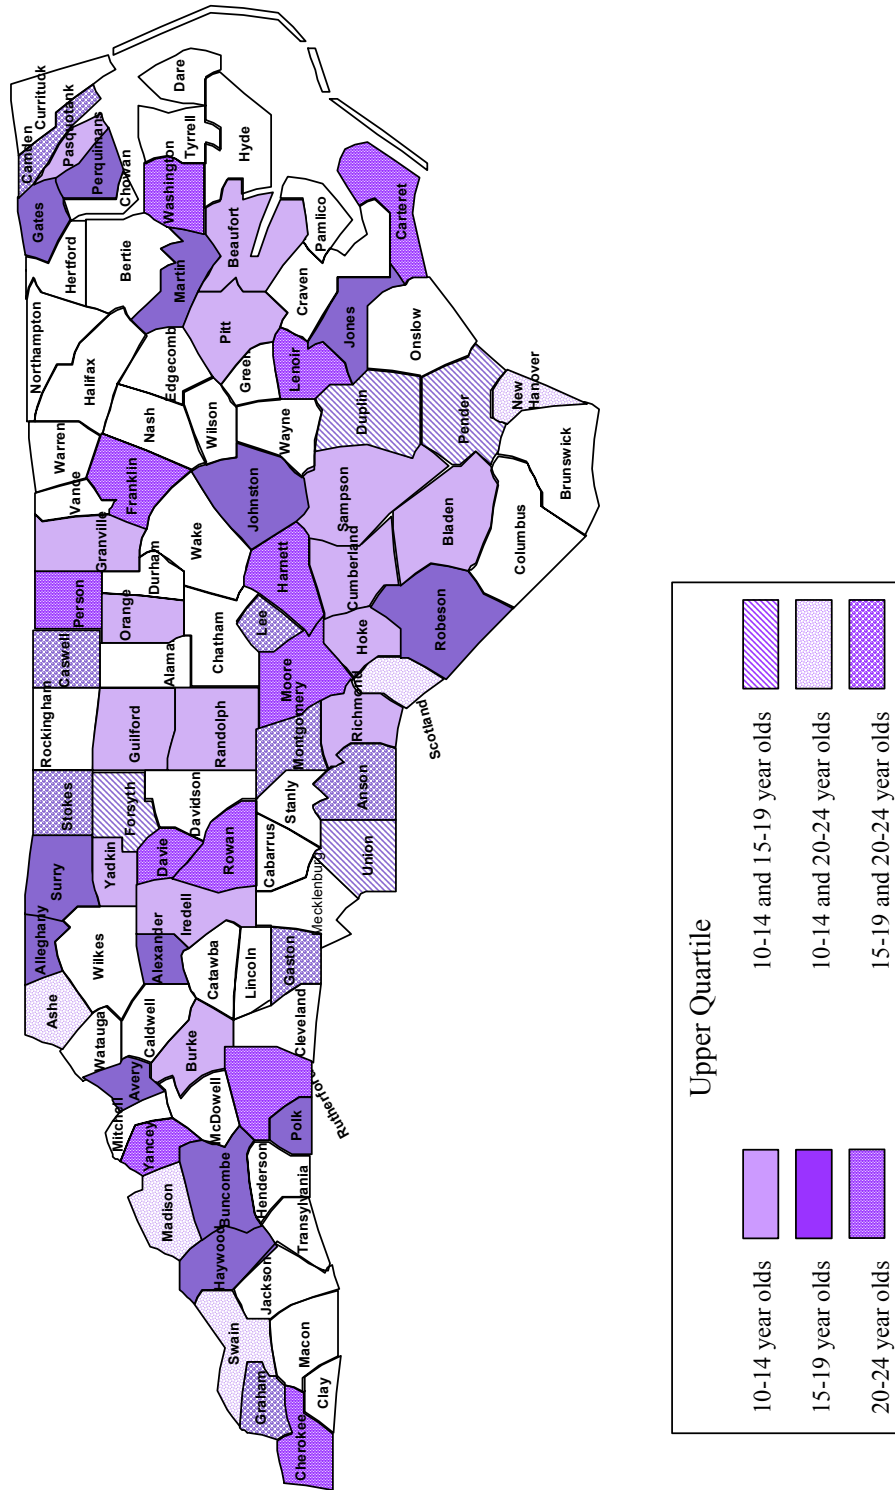 Cherokee
Graham
Swain
Clay
Macon
Jackson
Haywood
Transylvania
Henderson
Buncombe
Madison
Yancey
Mitchell
McDowell
Polk
Rutherford
Avery
Burke
Cleveland
Watauga
Caldwell
Ashe
Alleghany
Wilkes
Alexander
Catawba
Lincoln
Gaston
Surry
Yadkin
Iredell
Mecklenburg
Stokes
Forsyth
Davie
Rowan
Cabarrus
Union
Davidson
Stanly
Anson
Rockingham
Guilford
Randolph
Montgomery
Richmond
Scotland
Caswell
Alama
Orange
Chatham
Moore
Lee
Hoke
Person
Durham
Granville
Wake
Harnett
Cumberland
Robeson
Vance
Warren
Franklin
Johnston
Sampson
Bladen
Columbus
Brunswick
Nash
Wilson
Wayne
Duplin
Pender
New
Hanover
Northampton
Halifax
Edgecomb
Green
Lenoir
Jones
Onslow
Pitt
Craven
Carteret
Hertford
Bertie
Martin
Beaufort
Pamlico
Gates
Chowan
Perquimans
Pasquotank
Camden
Currituck
Washington
Tyrrell
Dare
Hyde
Upper Quartile
10-14 year olds
10-14 and 15-19 year olds
15-19 year olds
10-14 and 20-24 year olds
20-24 year olds
15-19 and 20-24 year olds